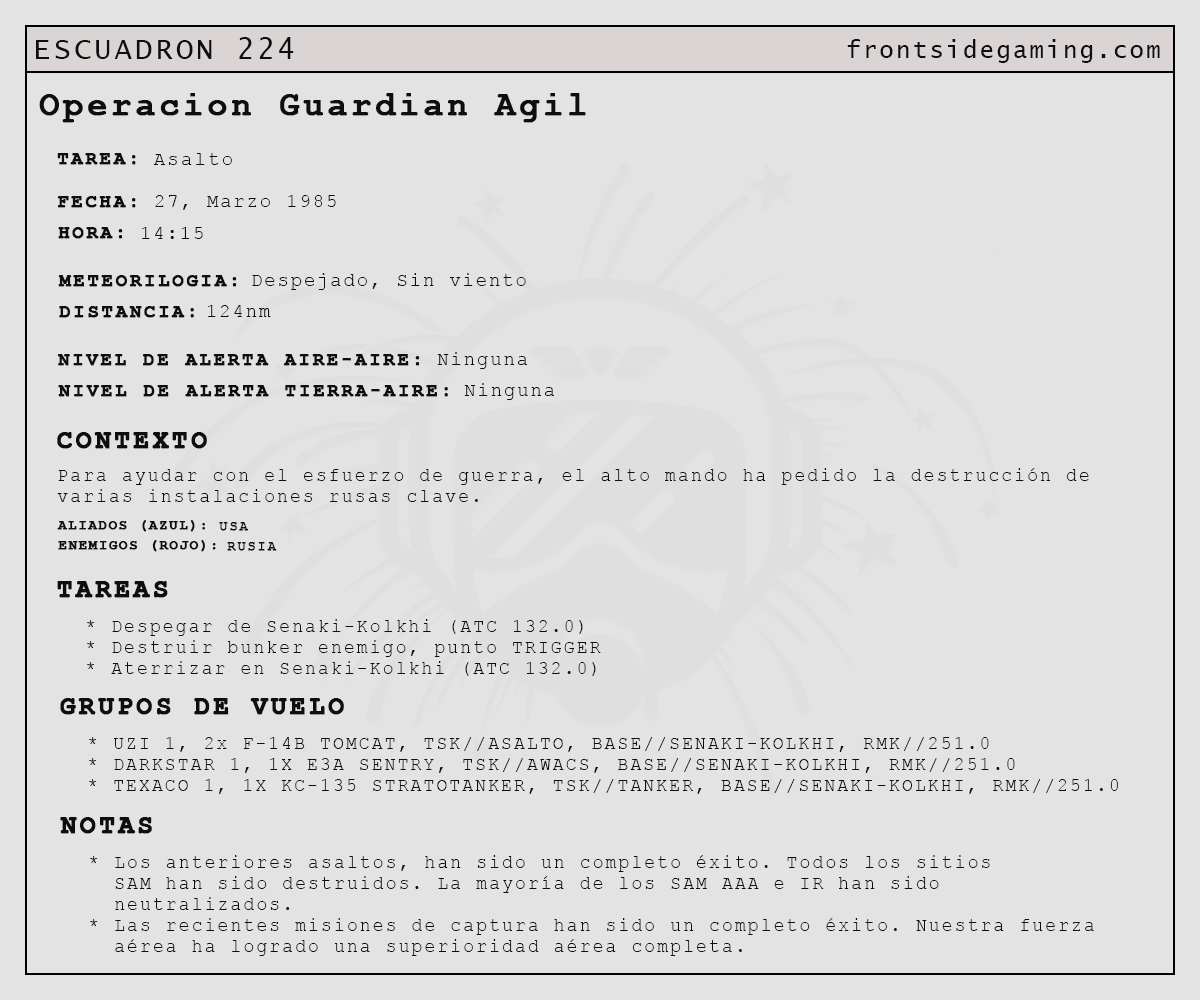 ESCUADRON 224
frontsidegaming.com
Operacion Guardian Agil
TAREA: Asalto
FECHA: 27, Marzo 1985
HORA: 14:15
METEORILOGIA: Despejado, Sin viento
DISTANCIA: 124nm
NIVEL DE ALERTA AIRE-AIRE: Ninguna
NIVEL DE ALERTA TIERRA-AIRE: Ninguna
CONTEXTO
Para ayudar con el esfuerzo de guerra, el alto mando ha pedido la destrucción de
varias instalaciones rusas clave.
ALIADOS (AZUL): USA
ENEMIGOS (ROJO): RUSIA
TAREAS
* Despegar de Senaki-Kolkhi (ATC 132.0)
* Destruir bunker enemigo, punto TRIGGER
* Aterrizar en Senaki-Kolkhi (ATC 132.0)
GRUPOS DE VUELO
* UZI 1, 2x F-14B TOMCAT, TSK//ASALTO, BASE//SENAKI-KOLKHI, RMK//251.0
* DARKSTAR 1, 1X E3A SENTRY, TSK//AWACS, BASE//SENAKI-KOLKHI, RMK//251.0
* TEXACO 1, 1X KC-135 STRATOTANKER, TSK//TANKER, BASE//SENAKI-KOLKHI, RMK//251.0
NOTAS
* Los anteriores asaltos, han sido un completo éxito. Todos los sitios
SAM han sido destruidos. La mayoría de los SAM AAA e IR han sido
neutralizados.
* Las recientes misiones de captura han sido un completo éxito. Nuestra fuerza
aérea ha logrado una superioridad aérea completa.